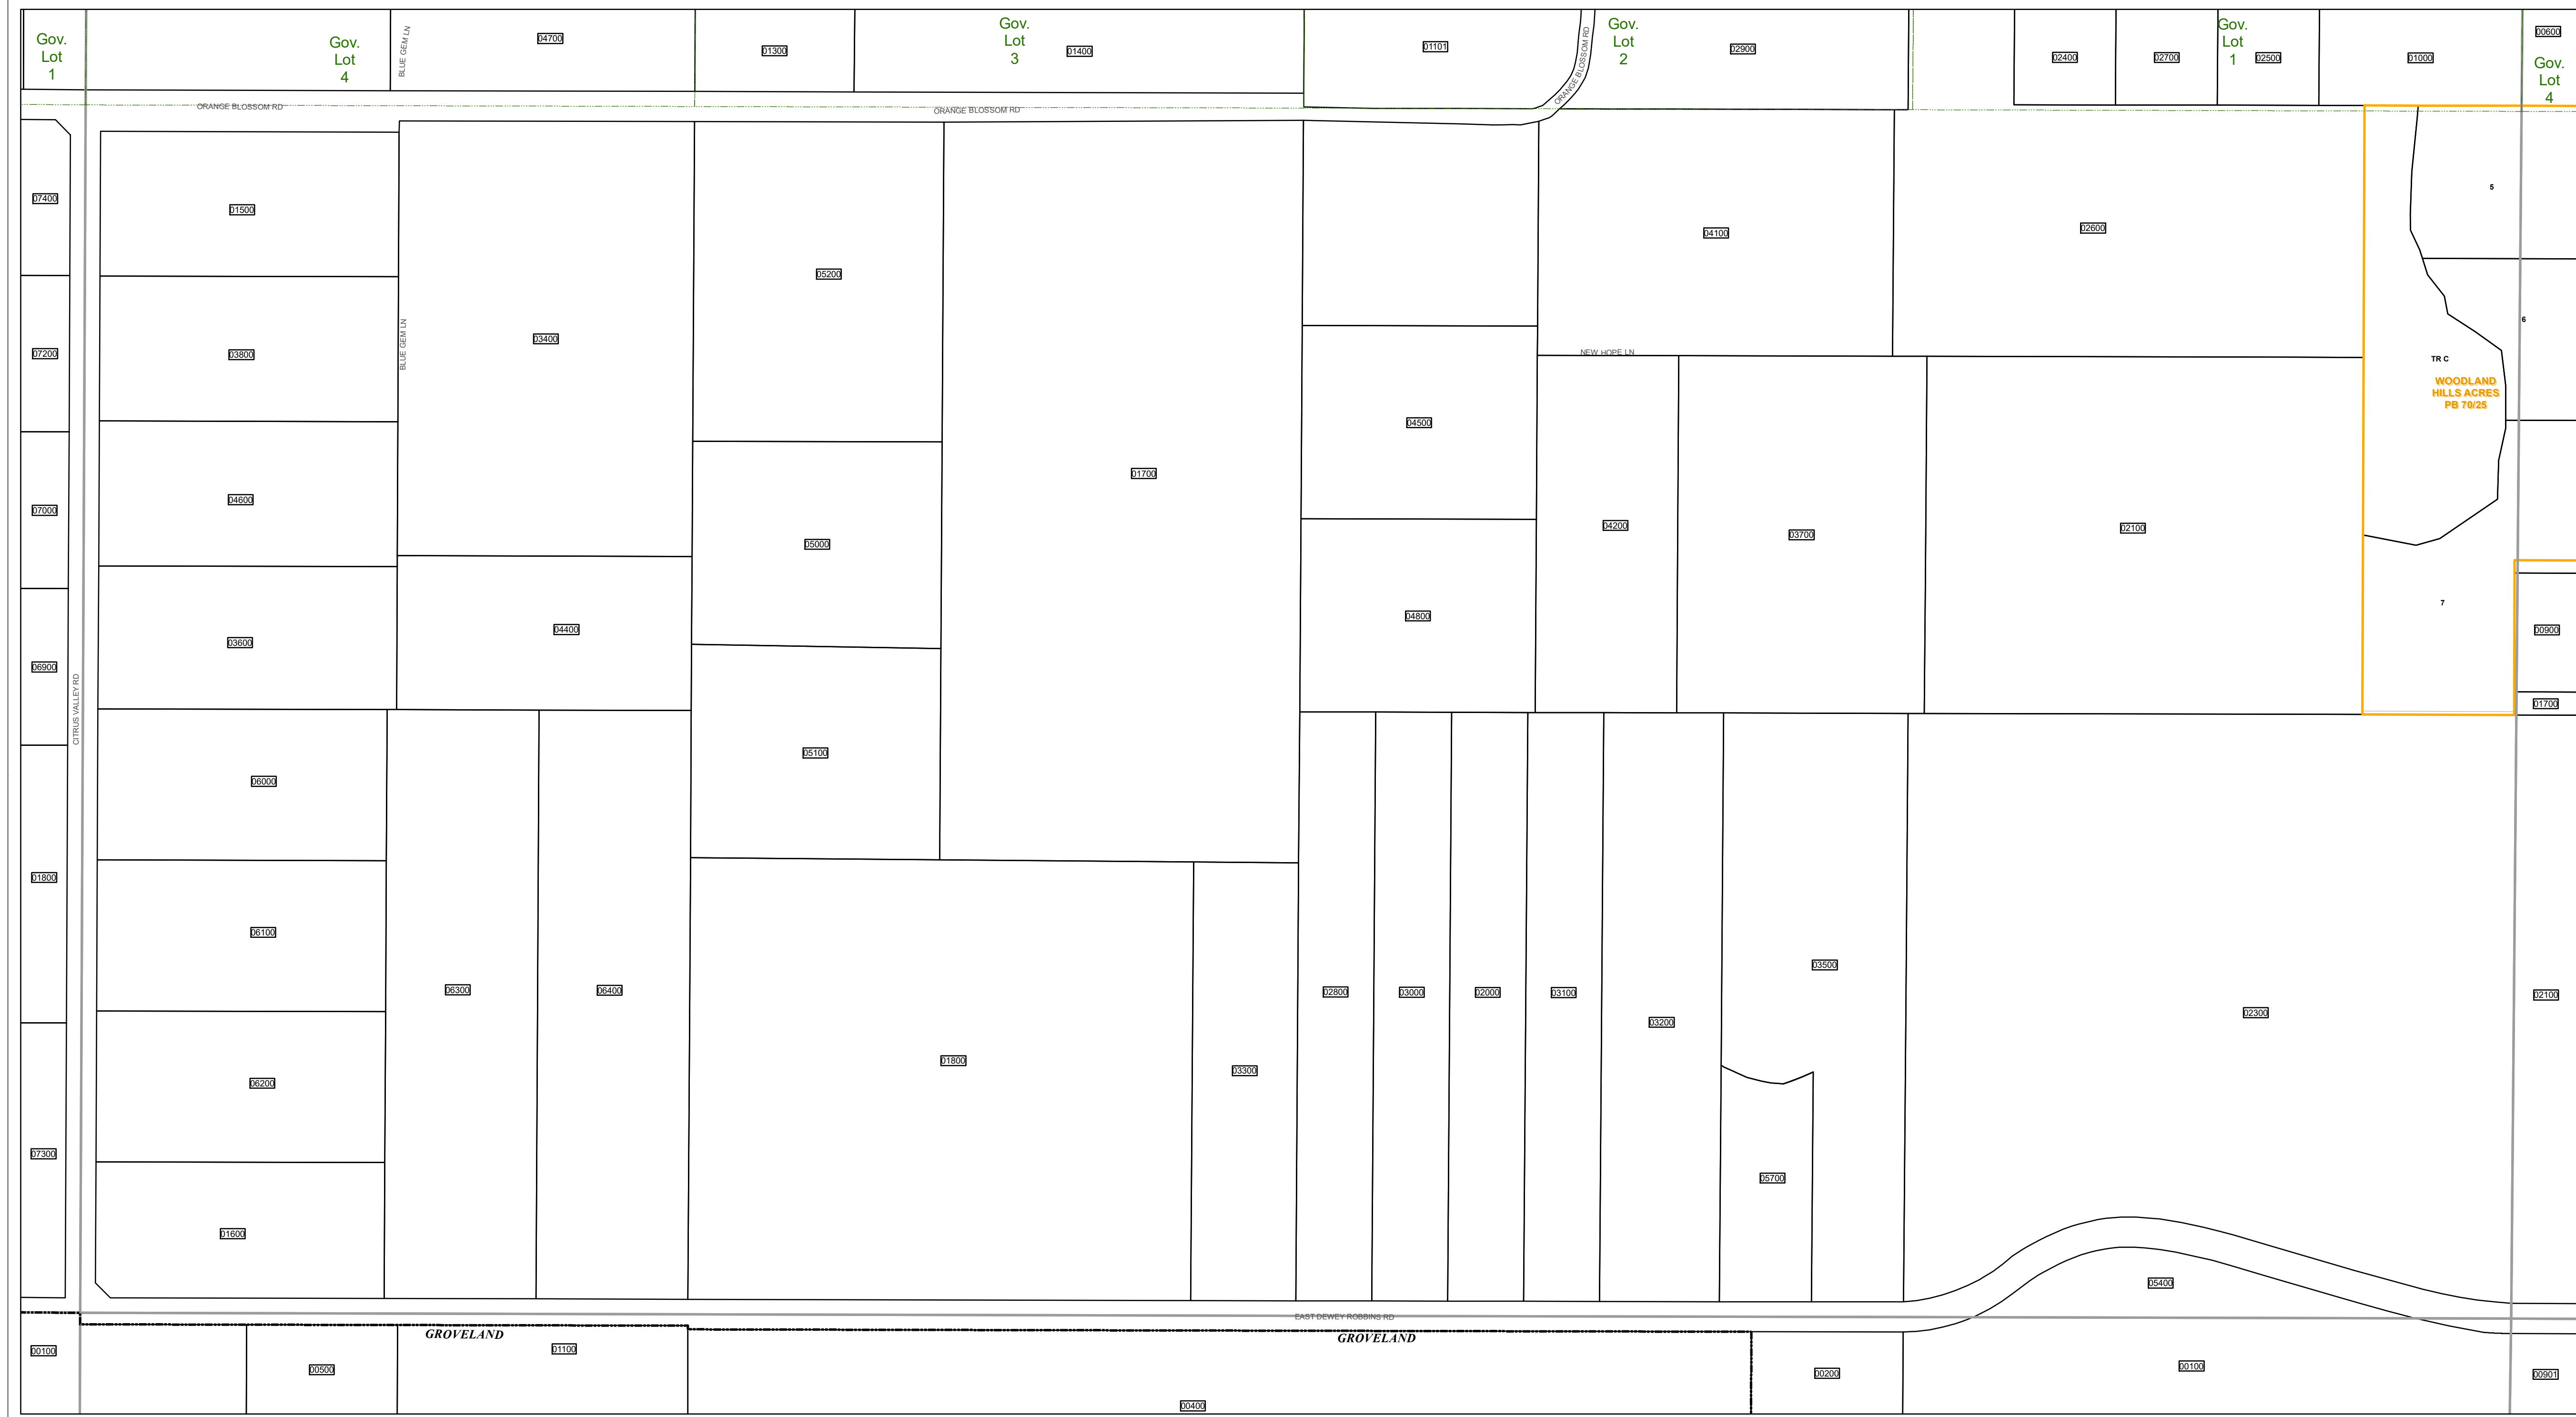 Gov.
Lot
1
Gov.
Lot
4
BLUE GEM LN
04700
01300
Gov.
Lot
3
01400
01101
ORANGE BLOSSOM RD
Gov.
Lot
2
02900
02400
02700
Gov.
Lot
1
02500
01000
00600
Gov.
Lot
4
ORANGE BLOSSOM RD
ORANGE BLOSSOM RD
07400
01500
05200
04100
02600
5
07200
03800
BLUE GEM LN
03400
NEW HOPE LN
6
TR C
WOODLAND
HILLS ACRES
PB 70/25
04500
01700
07000
04600
05000
04200
03700
02100
06900
03600
04400
04800
7
00900
CITRUS VALLEY RD
01700
06000
05100
01800
06100
06300
06400
02800
03000
02000
03100
03200
03500
02300
02100
01800
03300
06200
07300
05700
01600
05400
EAST DEWEY ROBBINS RD
GROVELAND
GROVELAND
00100
00500
01100
00400
00200
00100
00901